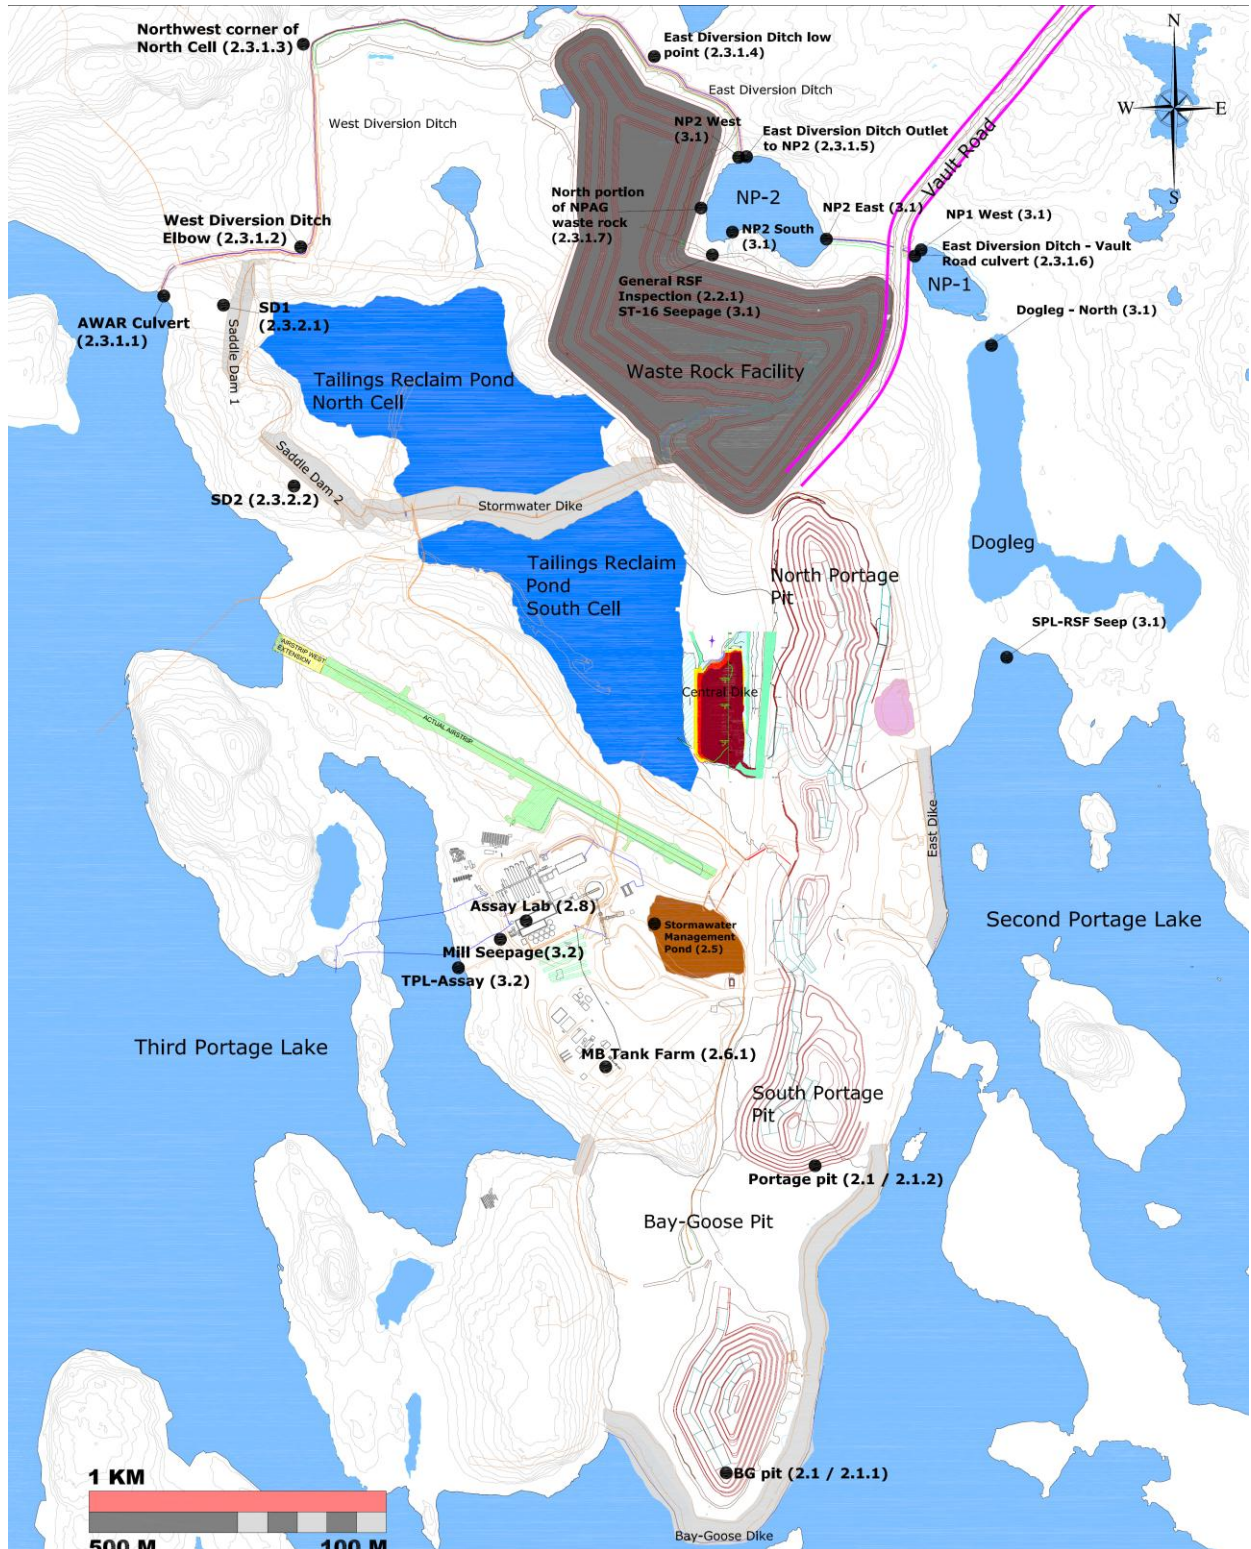 Northwest corner of
North Cell (2.3.1.3)
East Diversion Ditch low
point (2.3.1.4)
N
W
E
S
East Diversion Ditch
West Diversion Ditch
NP2 West
(3.1)
East Diversion Ditch Outlet
to NP2 (2.3.1.5)
Vault Road
North portion
of NPAG
waste rock
(2.3.1.7)
NP-2
NP2 East (3.1)
NP1 West (3.1)
West Diversion Ditch
Elbow (2.3.1.2)
NP2 South
(3.1)
East Diversion Ditch - Vault
Road culvert (2.3.1.6)
General RSF
Inspection (2.2.1)
ST-16 Seepage (3.1)
NP-1
AWAR Culvert
(2.3.1.1)
SD1
(2.3.2.1)
Saddle Dam 1
Dogleg - North (3.1)
Tailings Reclaim Pond
North Cell
Waste Rock Facility
Saddle Dam 2
SD2 (2.3.2.2)
Stormwater Dike
Dogleg
Tailings Reclaim
Pond
South Cell
North Portage
Pit
SPL-RSF Seep (3.1)
AIRSTRIP WEST
EXTENSION
Central Dike
ACTUAL AIRSTRIP
East Dike
Assay Lab (2.8)
Stormawater
Management
Pond (2.5)
Second Portage Lake
Mill Seepage(3.2)
TPL-Assay (3.2)
Third Portage Lake
MB Tank Farm (2.6.1)
South Portage
Pit
Portage pit (2.1 / 2.1.2)
Bay-Goose Pit
BG pit (2.1 / 2.1.1)
1 KM
Bay-Goose Dike
500 M
100 M